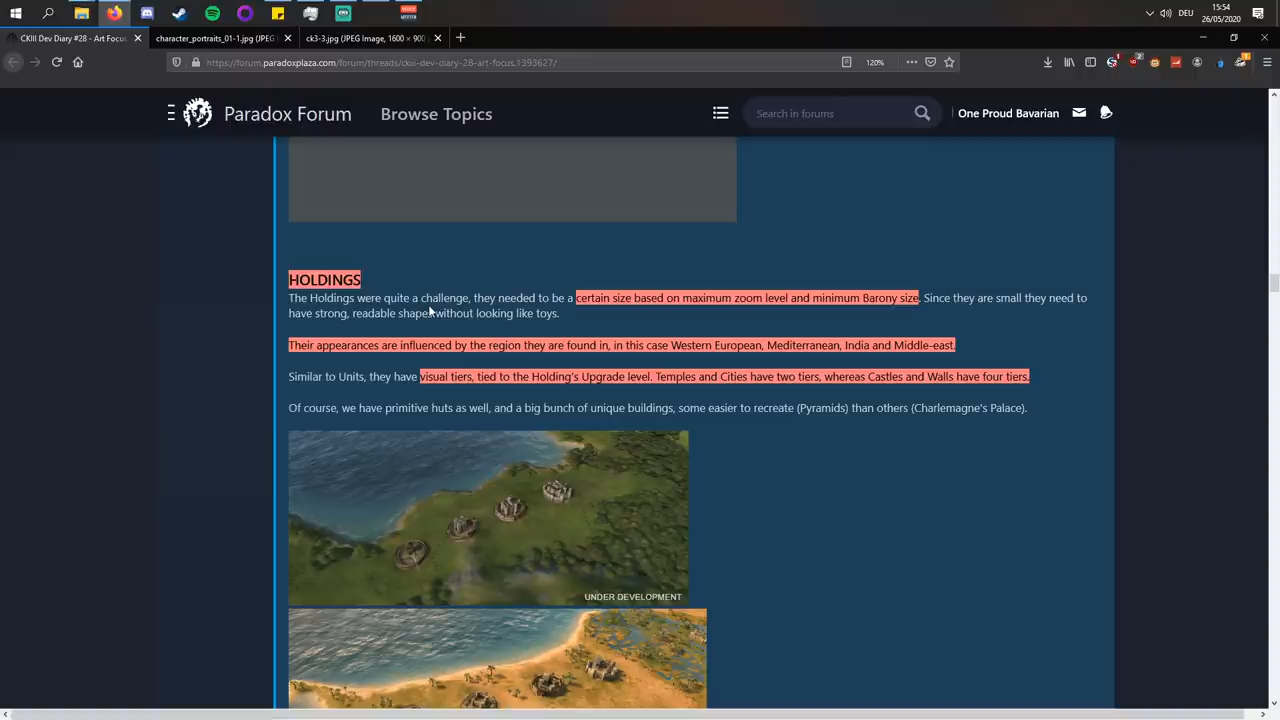 15:54
DEU
26/05/2020
CKIII Dev Diary #28 - Art Focus
character_portraits_01-1.jpg (JPEG
ck3-3.jpg (JPEG Image, 1600 × 900
https://forum.paradoxplaza.com/forum/threads/ckiii-dev-diary-28-art-focus.1393627/
120%
Paradox Forum
Browse Topics
Search in forums
One Proud Bavarian
HOLDINGS
The Holdings were quite a challenge, they needed to be a certain size based on maximum zoom level and minimum Barony size. Since they are small they need to
have strong, readable shape without looking like toys.
Their appearances are influenced by the region they are found in, in this case Western European, Mediterranean, India and Middle-east.
Similar to Units, they have visual tiers, tied to the Holding's Upgrade level. Temples and Cities have two tiers, whereas Castles and Walls have four tiers.
Of course, we have primitive huts as well, and a big bunch of unique buildings, some easier to recreate (Pyramids) than others (Charlemagne's Palace).
UNDER DEVELOPMENT